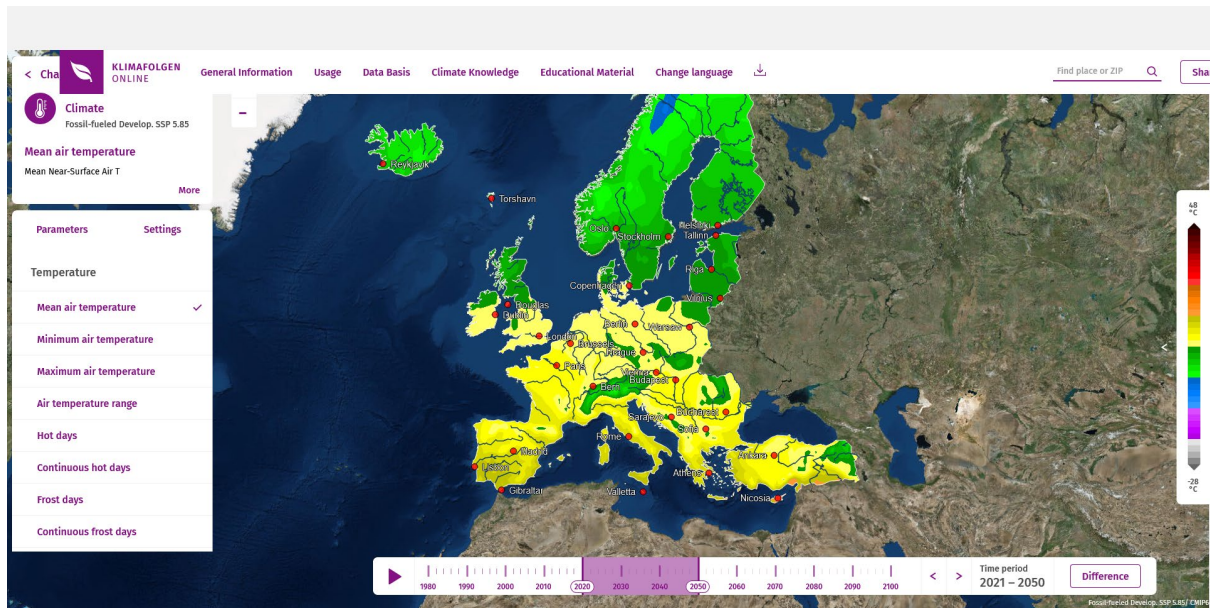 < Cha
KLIMAFOLGEN
ONLINE
General Information
Usage
Data Basis
Climate Knowledge
Educational Material
Change language
Find place or ZIP
Sha
Climate
Fossil-fueled Develop. SSP 5.85
Mean air temperature
Mean Near-Surface Air T
More
–
Parameters
Settings
Temperature
Mean air temperature
Minimum air temperature
Maximum air temperature
Air temperature range
Hot days
Continuous hot days
Frost days
Continuous frost days
Reykjavik
Torshavn
Oslo
Stockholm
Helsinki
Tallinn
Riga
Copenhagen
Vilnius
Douglas
Dublin
Berlin
Warsaw
London
Brussels
Prague
Paris
Vienna
Budapest
Bern
Sarajevo
Bucharest
Sofia
Rome
Madrid
Ankara
Lisbon
Athens
Gibraltar
Valletta
Nicosia
48
°C
<
-28
°C
1980 1990 2000 2010 2020 2030 2040 2050 2060 2070 2080 2090 2100
< >
Time period
2021 – 2050
Difference
Fossil-fueled Develop. SSP 5.85/ CMIP6